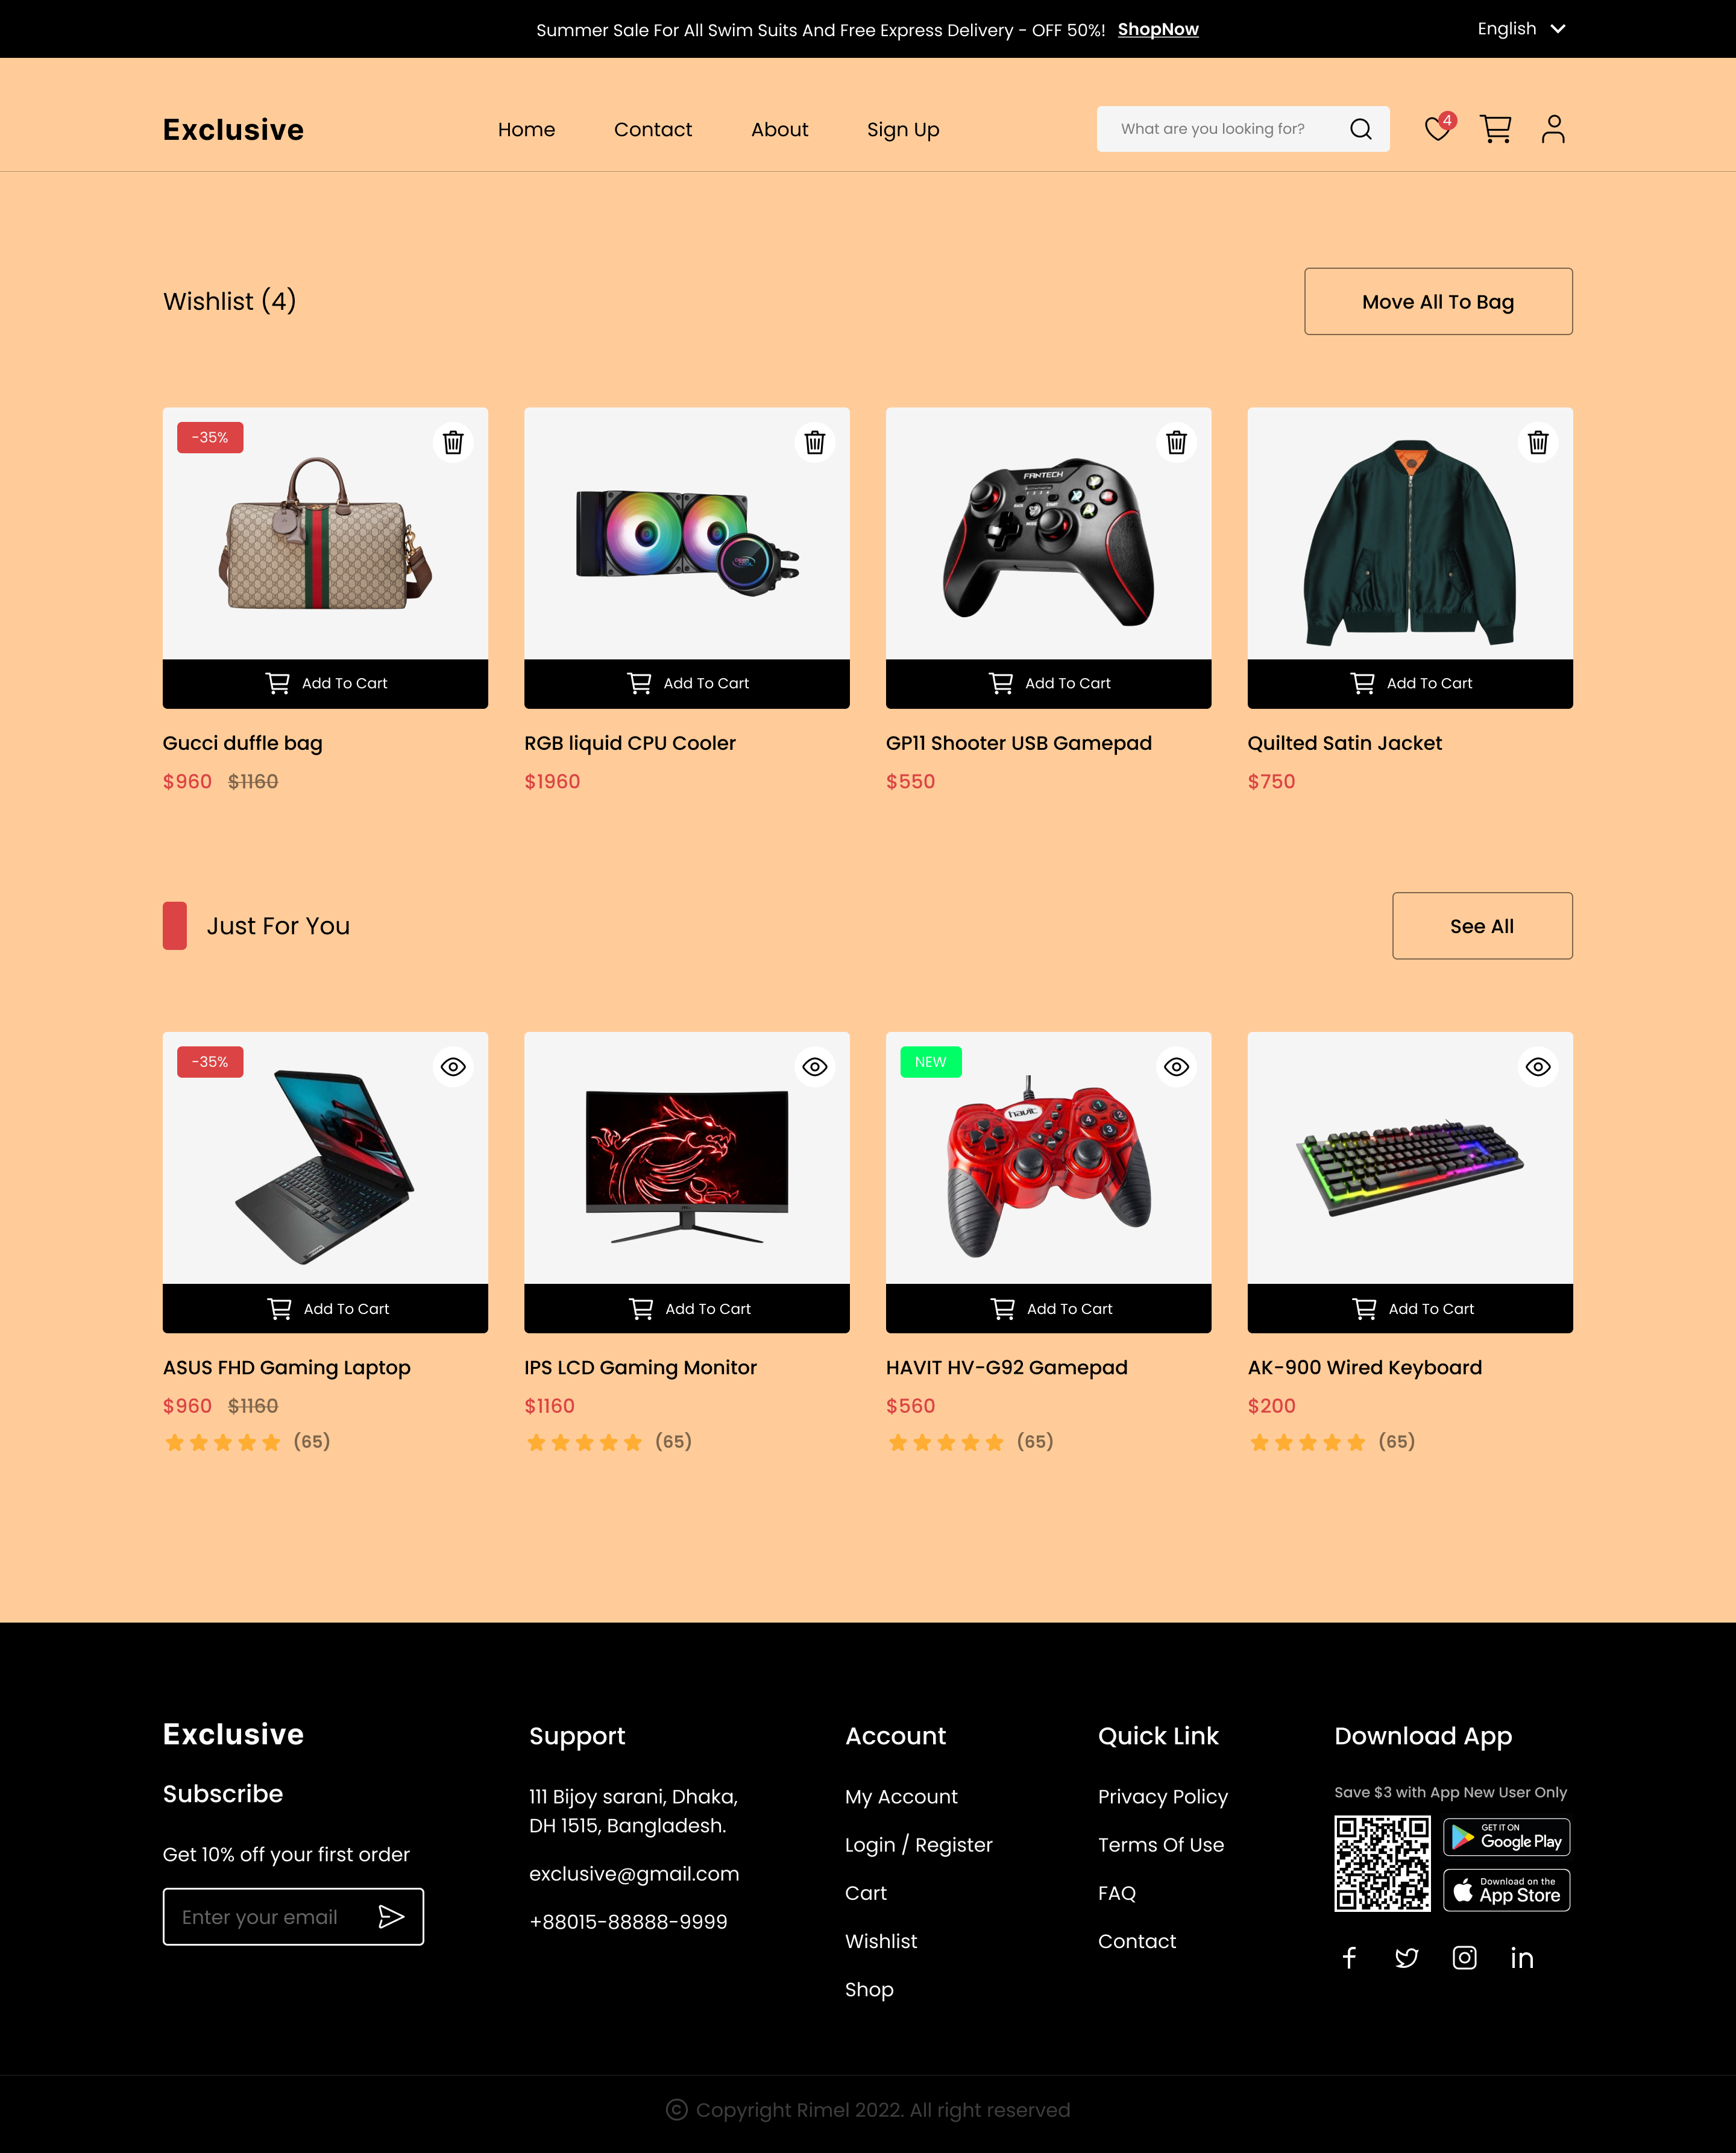 Summer Sale For All Swim Suits And Free Express Delivery - OFF 50%! ShopNow
English
Exclusive
Home
Contact
About
Sign Up
What are you looking for?
4
Wishlist (4)
Move All To Bag
-35%
FANTECH
Add To Cart
Add To Cart
Add To Cart
Add To Cart
Gucci duffle bag
RGB liquid CPU Cooler
GP11 Shooter USB Gamepad
Quilted Satin Jacket
$960 $1160
$1960
$550
$750
Just For You
See All
-35%
NEW
havit
Add To Cart
Add To Cart
Add To Cart
Add To Cart
ASUS FHD Gaming Laptop
IPS LCD Gaming Monitor
HAVIT HV-G92 Gamepad
AK-900 Wired Keyboard
$960 $1160
$1160
$560
$200
(65)
(65)
(65)
(65)
Exclusive
Subscribe
Get 10% off your first order
Enter your email
Support
111 Bijoy sarani, Dhaka,
DH 1515, Bangladesh.
exclusive@gmail.com
+88015-88888-9999
Account
My Account
Login / Register
Cart
Wishlist
Shop
Quick Link
Privacy Policy
Terms Of Use
FAQ
Contact
Download App
Save $3 with App New User Only
GET IT ON
Google Play
Download on the
App Store
© Copyright Rimel 2022. All right reserved